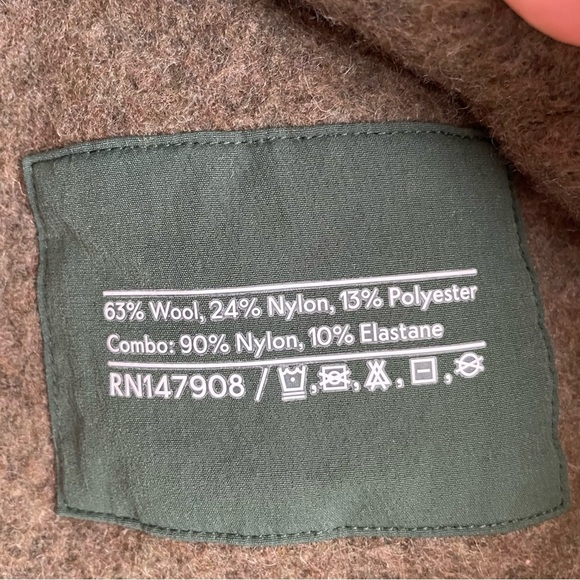 63% Wool, 24% Nylon, 13% Polyester
Combo: 90% Nylon, 10% Elastane
RN147908 /